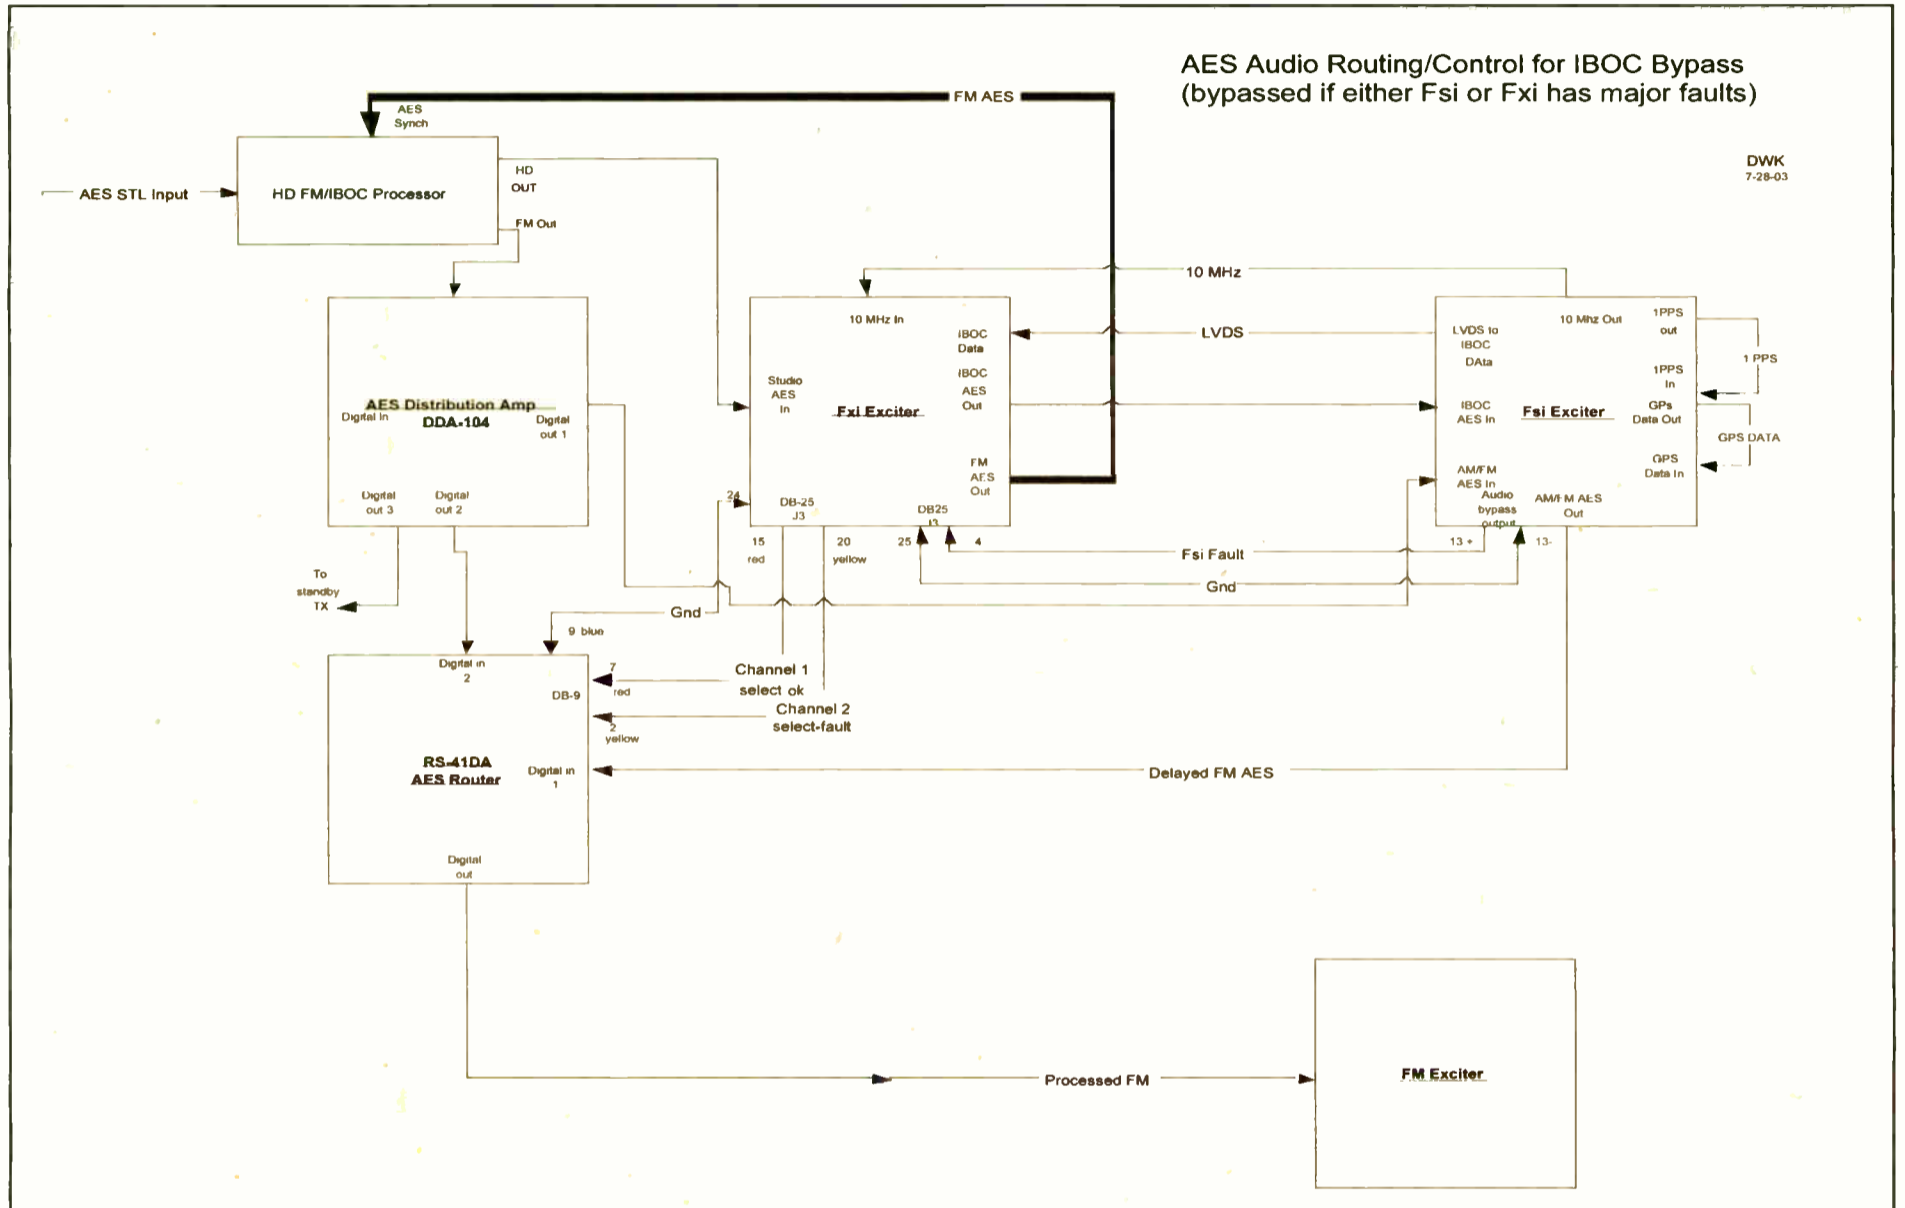 AES Audio Routing/Control for IBOC Bypass
(bypassed if either Fsi or Fxi has major faults)
DWK
7-28-03
FM AES
AES
Synch
AES STL Input
HD FM/IBOC Processor
HD
OUT
FM Out
10 MHz
LVDS
10 MHz In
IBOC
Data
IBOC
AES
Out
Studio
AES
In
Fxi Exciter
FM
AES
Out
DB-25
J3
DB25
J3
24
15
red
20
yellow
25
4
LVDS to
IBOC
DAta
10 Mhz Out
1PPS
out
1 PPS
1PPS
In
IBOC
AES In
Fsi Exciter
GPs
Data Out
GPS DATA
GPS
Data In
AM/FM
AES In
Audio
bypass
output
AM/FM AES
Out
13 +
13-
AES Distribution Amp
DDA-104
Digital In
Digital
out 1
Digital
out 3
Digital
out 2
To
standby
TX
Fsi Fault
Gnd
Gnd
9 blue
Digital in
2
DB-9
7
red
Channel 1
select ok
2
yellow
Channel 2
select-fault
RS-41DA
AES Router
Digital in
1
Delayed FM AES
Digital
out
Processed FM
FM Exciter